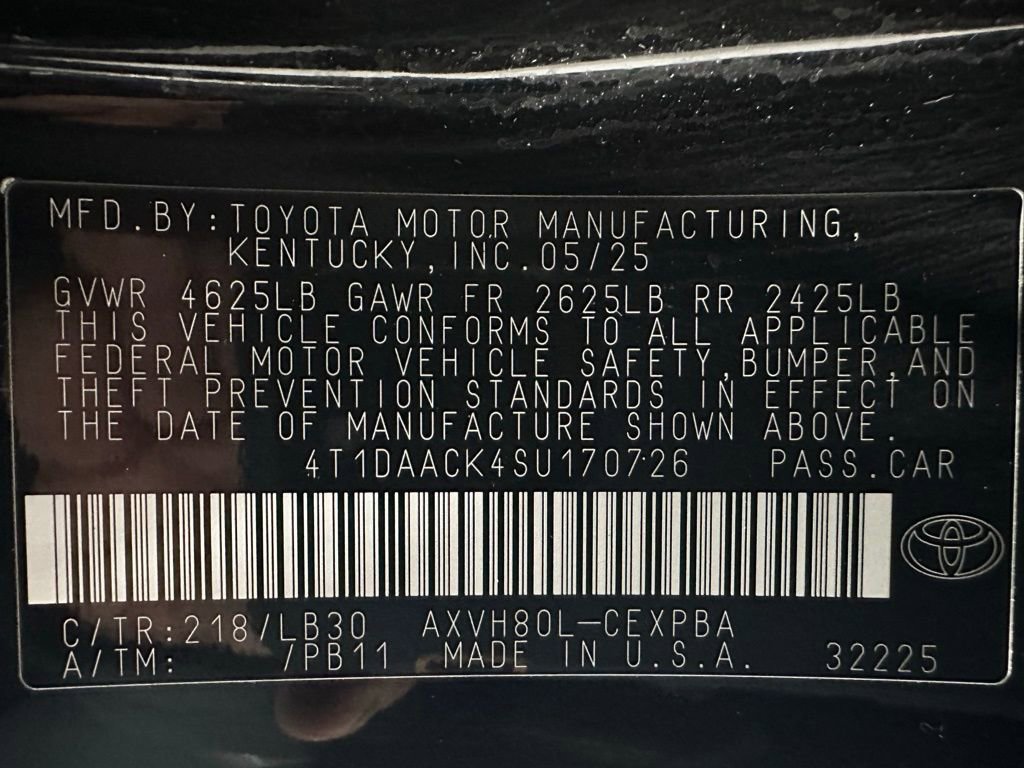 MFD.BY:TOYOTA MOTOR MANUFACTURING,
KENTUCKY,INC.05/25
GVWR 4625LB GAWR FR 2625LB RR 2425LB
THIS VEHICLE CONFORMS TO ALL APPLICABLE
FEDERAL MOTOR VEHICLE SAFETY,BUMPER,AND
THEFT PREVENTION STANDARDS IN EFFECT ON
THE DATE OF MANUFACTURE SHOWN ABOVE.
4T1DAACK4SU170726 PASS.CAR
C/TR:218/LB30 AXVH80L-CEXPBA
A/TM: /PB11 MADE IN U.S.A. 32225